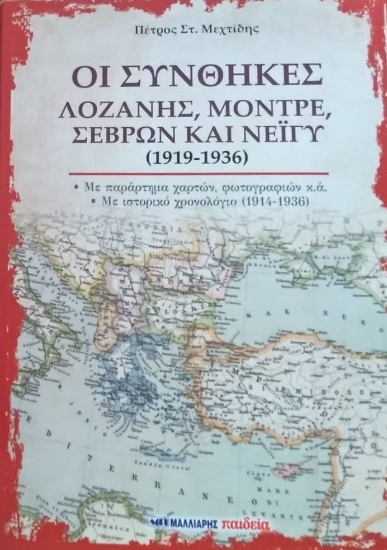 Πέτρος Στ. Μεχτίδης
ΟΙ ΣΥΝΘΗΚΕΣ
ΛΟΖΑΝΗΣ, ΜΟΝΤΡΕ,
ΣΕΒΡΩΝ ΚΑΙ ΝΕΪΓΥ
(1919-1936)
• Με παράρτημα χαρτών, φωτογραφιών κ.ά.
• Με ιστορικό χρονολόγιο (1914-1936)
MEDITERRANEO
ΜΑΛΛΙΑΡΗΣ παιδεία